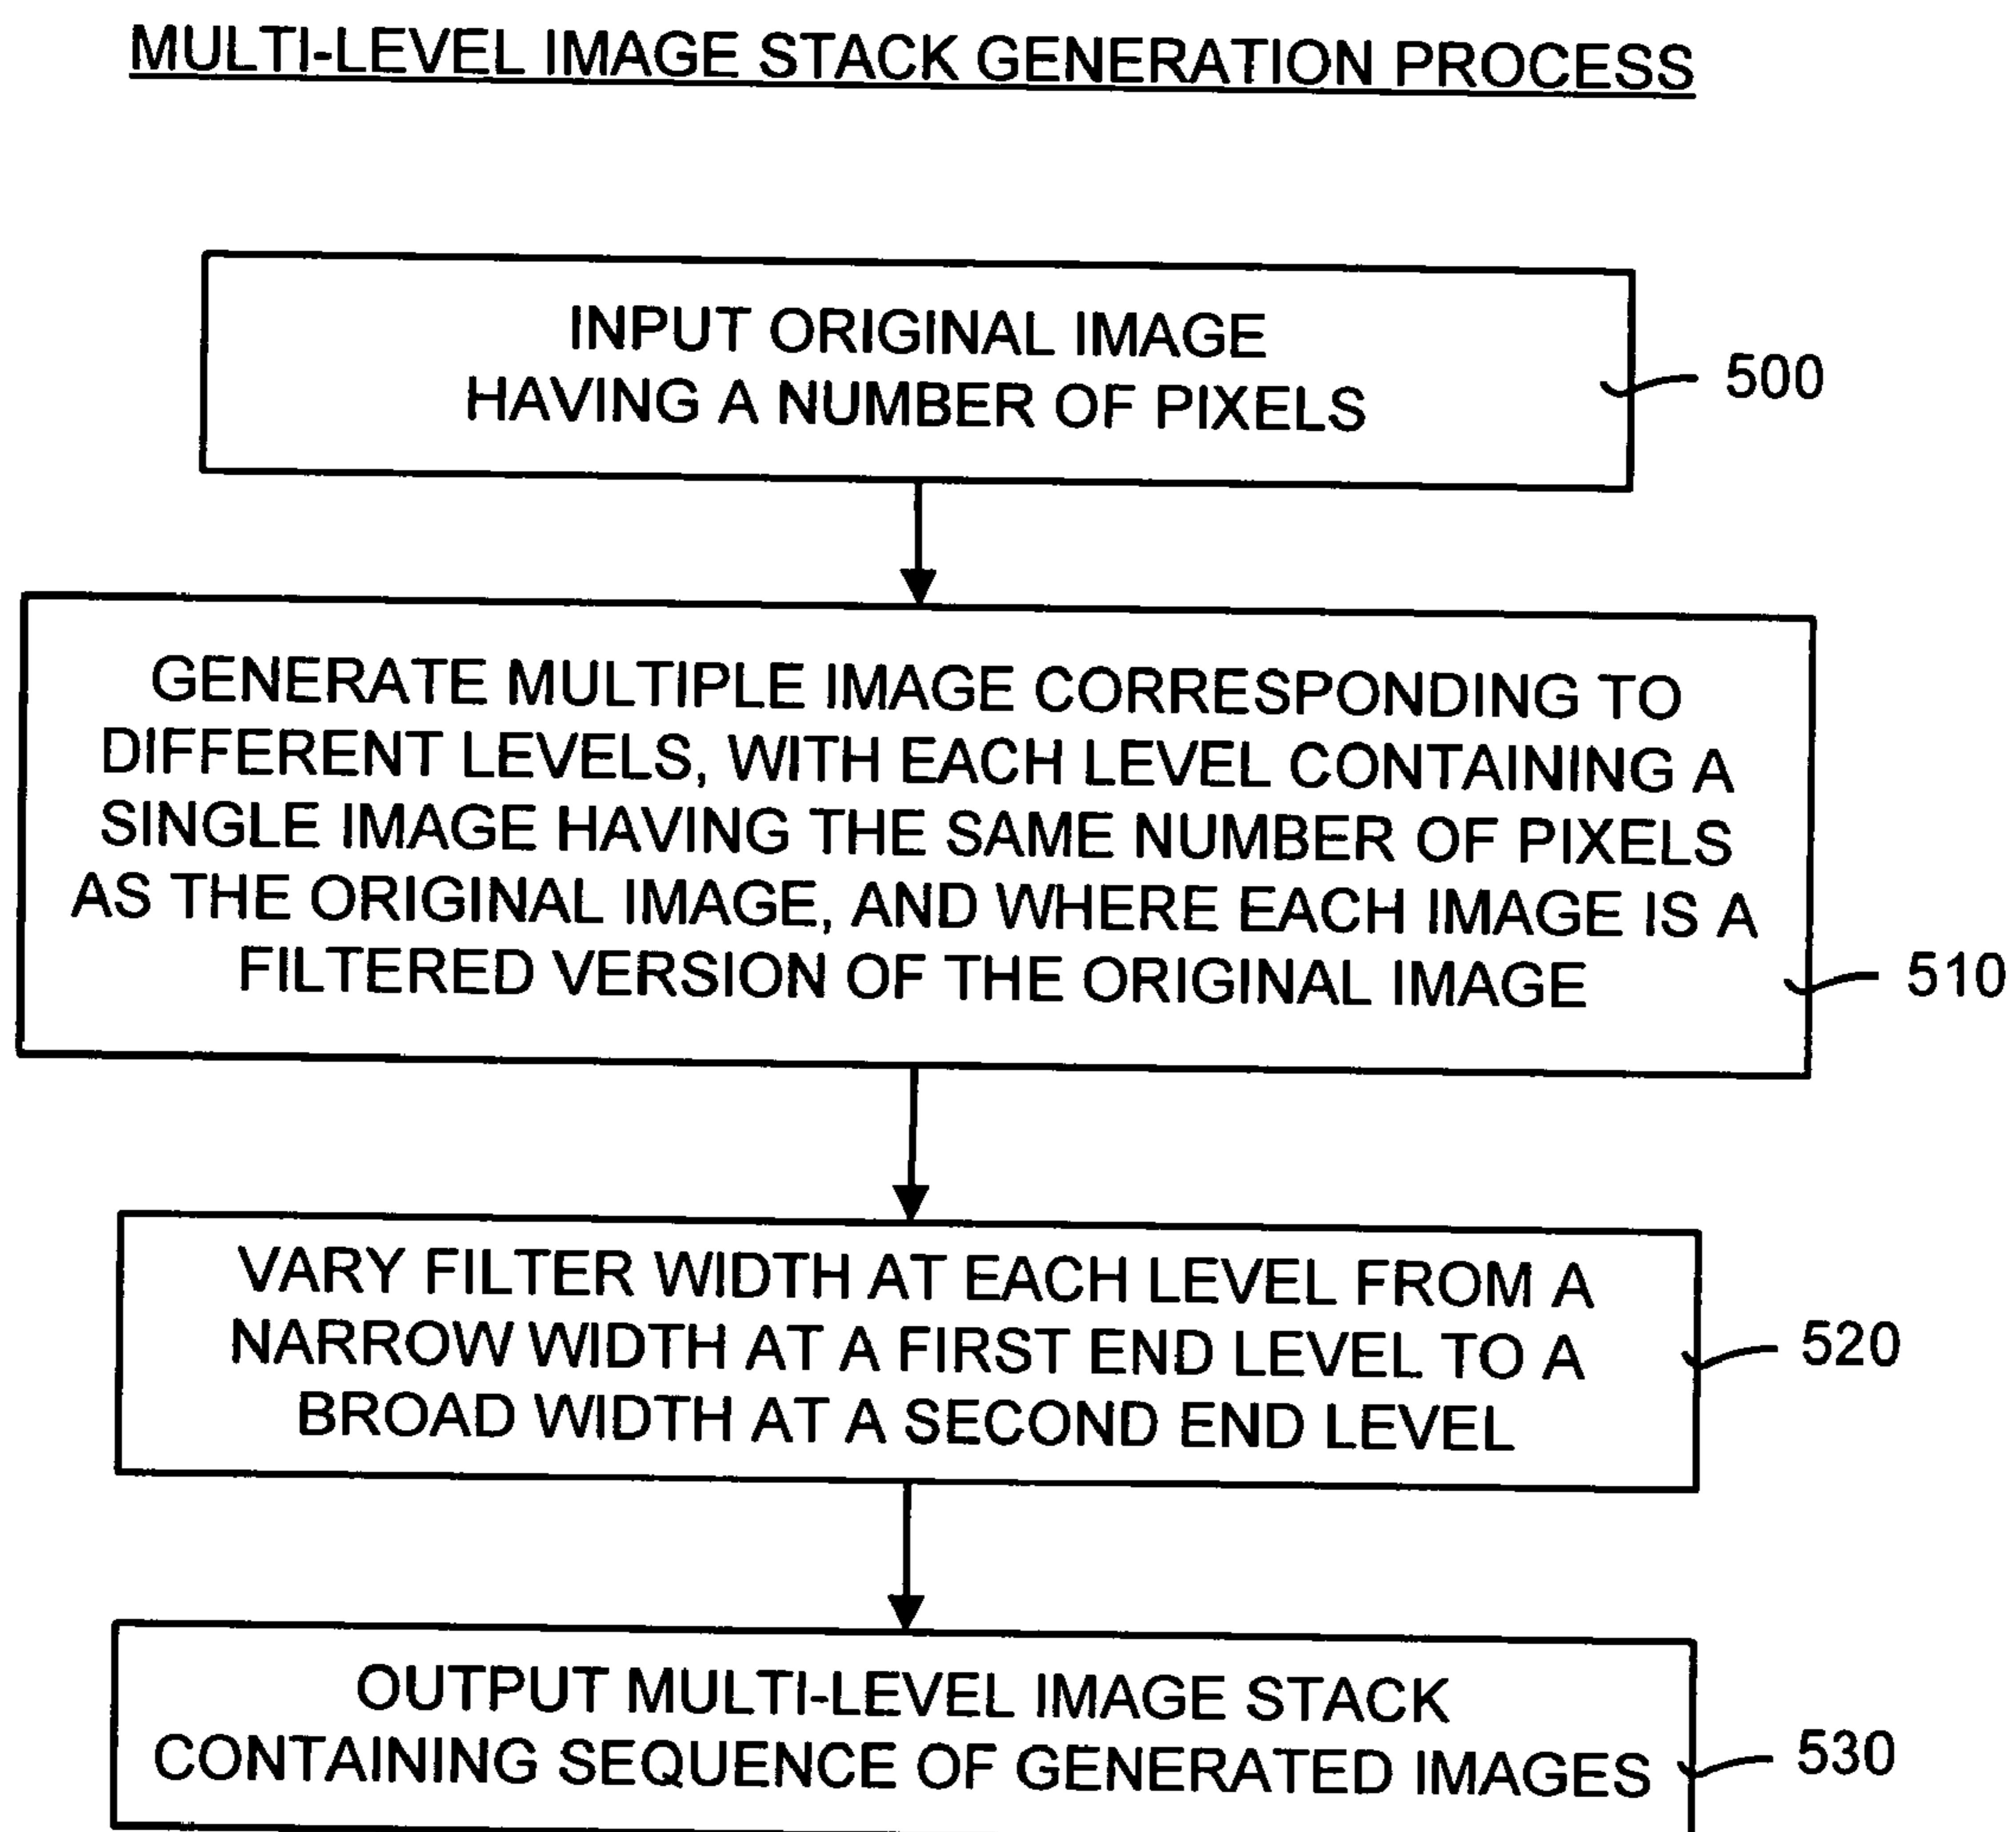 MULTI-LEVEL IMAGE STACK GENERATION PROCESS
INPUT ORIGINAL IMAGE
HAVING A NUMBER OF PIXELS
500
GENERATE MULTIPLE IMAGE CORRESPONDING TO
DIFFERENT LEVELS, WITH EACH LEVEL CONTAINING A
SINGLE IMAGE HAVING THE SAME NUMBER OF PIXELS
AS THE ORIGINAL IMAGE, AND WHERE EACH IMAGE IS A
FILTERED VERSION OF THE ORIGINAL IMAGE
510
VARY FILTER WIDTH AT EACH LEVEL FROM A
NARROW WIDTH AT A FIRST END LEVEL TO A
BROAD WIDTH AT A SECOND END LEVEL
520
OUTPUT MULTI-LEVEL IMAGE STACK
CONTAINING SEQUENCE OF GENERATED IMAGES
530